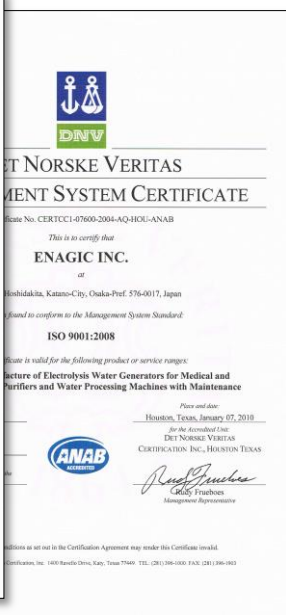 DNV
NORSKE VERITAS
MENT SYSTEM CERTIFICATE
No. CERTCC1-07600-2004-AQ-HOU-ANAB
This is to certify that
ENAGIC INC.
at
Hoshidakita, Katano-City, Osaka-Pref. 576-0017, Japan
found to conform to the Management System Standard:
ISO 9001:2008
is valid for the following product or service ranges:
facture of Electrolysis Water Generators for Medical and
Purifiers and Water Processing Machines with Maintenance
Place and date:
Houston, Texas, January 07, 2010
for the Accredited Unit:
DET NORSKE VERITAS
CERTIFICATION INC., HOUSTON TEXAS
ANAB
ACCREDITED
Rudy Frueboes
Management Representative
the
conditions as set out in the Certification Agreement may render this Certificate invalid.
Certification, Inc. 1400 Ravello Drive, Katy, Texas 77449 TEL: (281) 396-1000 FAX: (281) 396-1903